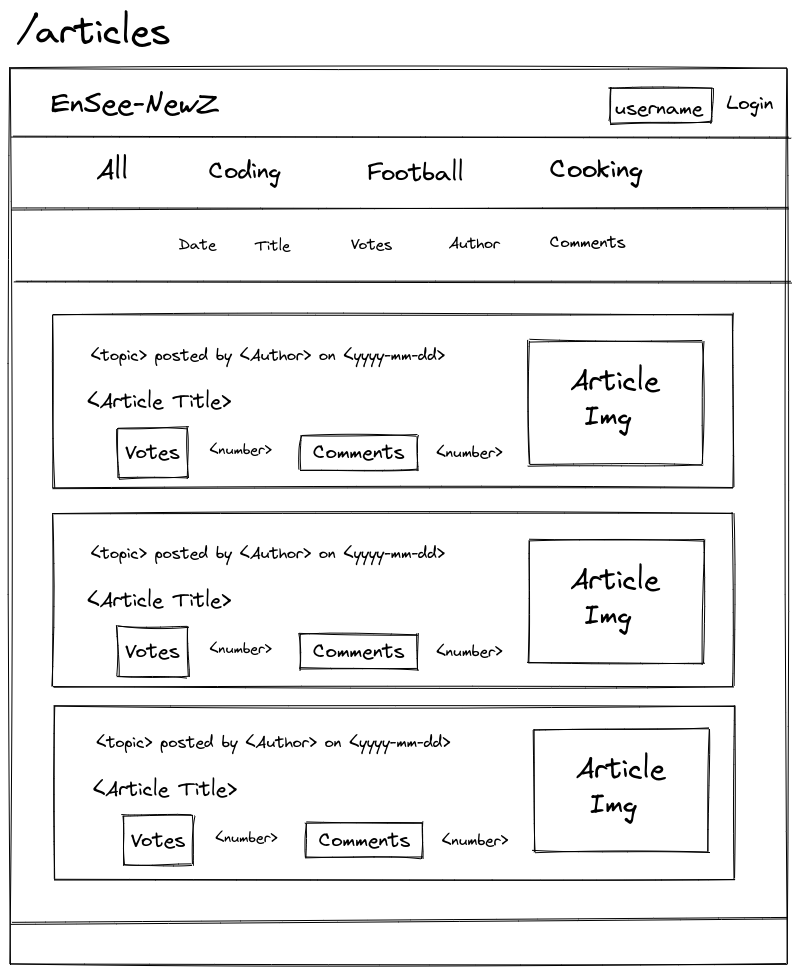 /articles
EnSee-NewZ username Login
All Coding Football Cooking
Date Title Votes Author Comments
<topic> posted by <Author> on <yyyy-mm-dd>
<Article Title>
Votes <number> Comments <number>
Article
Img
<topic> posted by <Author> on <yyyy-mm-dd>
<Article Title>
Votes <number> Comments <number>
Article
Img
<topic> posted by <Author> on <yyyy-mm-dd>
<Article Title>
Votes <number> Comments <number>
Article
Img